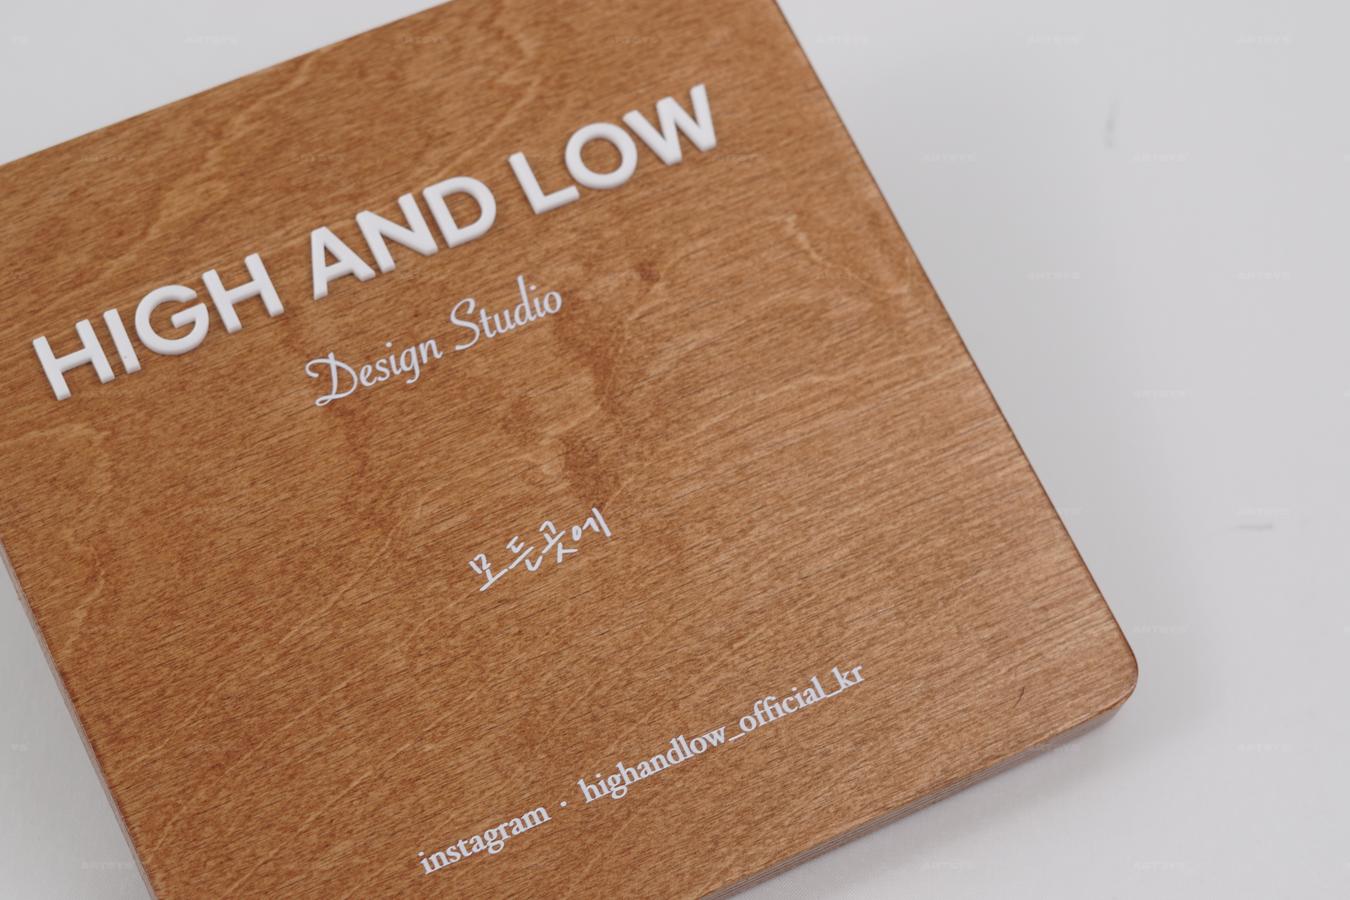 HIGH AND LOW
Design Studio
모든곳에
instagram · highandlow_official_kr